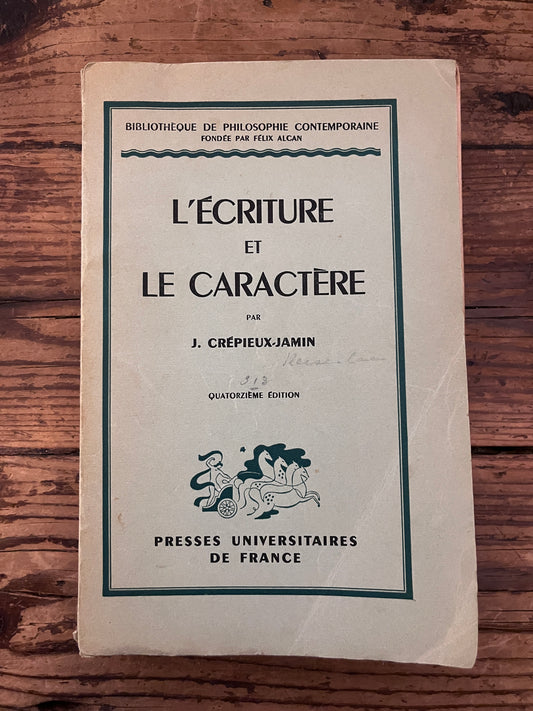 BIBLIOTHÈQUE DE PHILOSOPHIE CONTEMPORAINE
FONDÉE PAR FÉLIX ALCAN
L'ÉCRITURE
ET
LE CARACTÈRE
PAR
J. CRÉPIEUX-JAMIN
QUATORZIÈME ÉDITION
PRESSES UNIVERSITAIRES
DE FRANCE